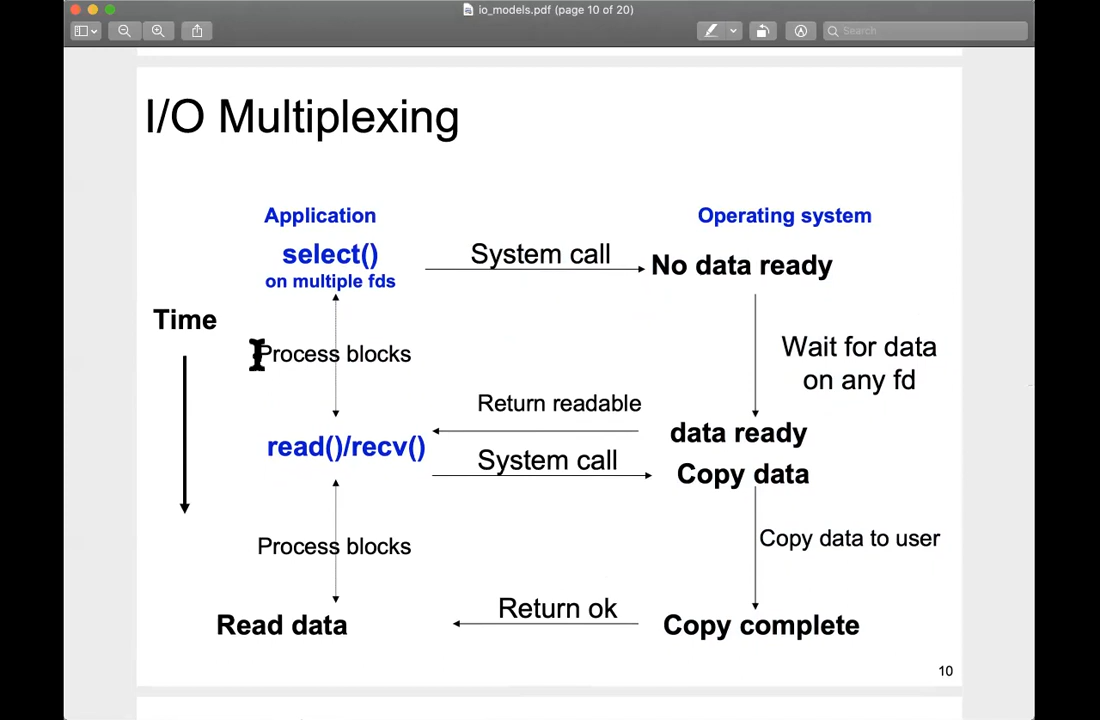 io_models.pdf (page 10 of 20)
Search
I/O Multiplexing
Application
Operating system
select()
on multiple fds
System call
No data ready
Time
Process blocks
Wait for data
on any fd
Return readable
read()/recv()
data ready
System call
Copy data
Process blocks
Copy data to user
Return ok
Read data
Copy complete
10